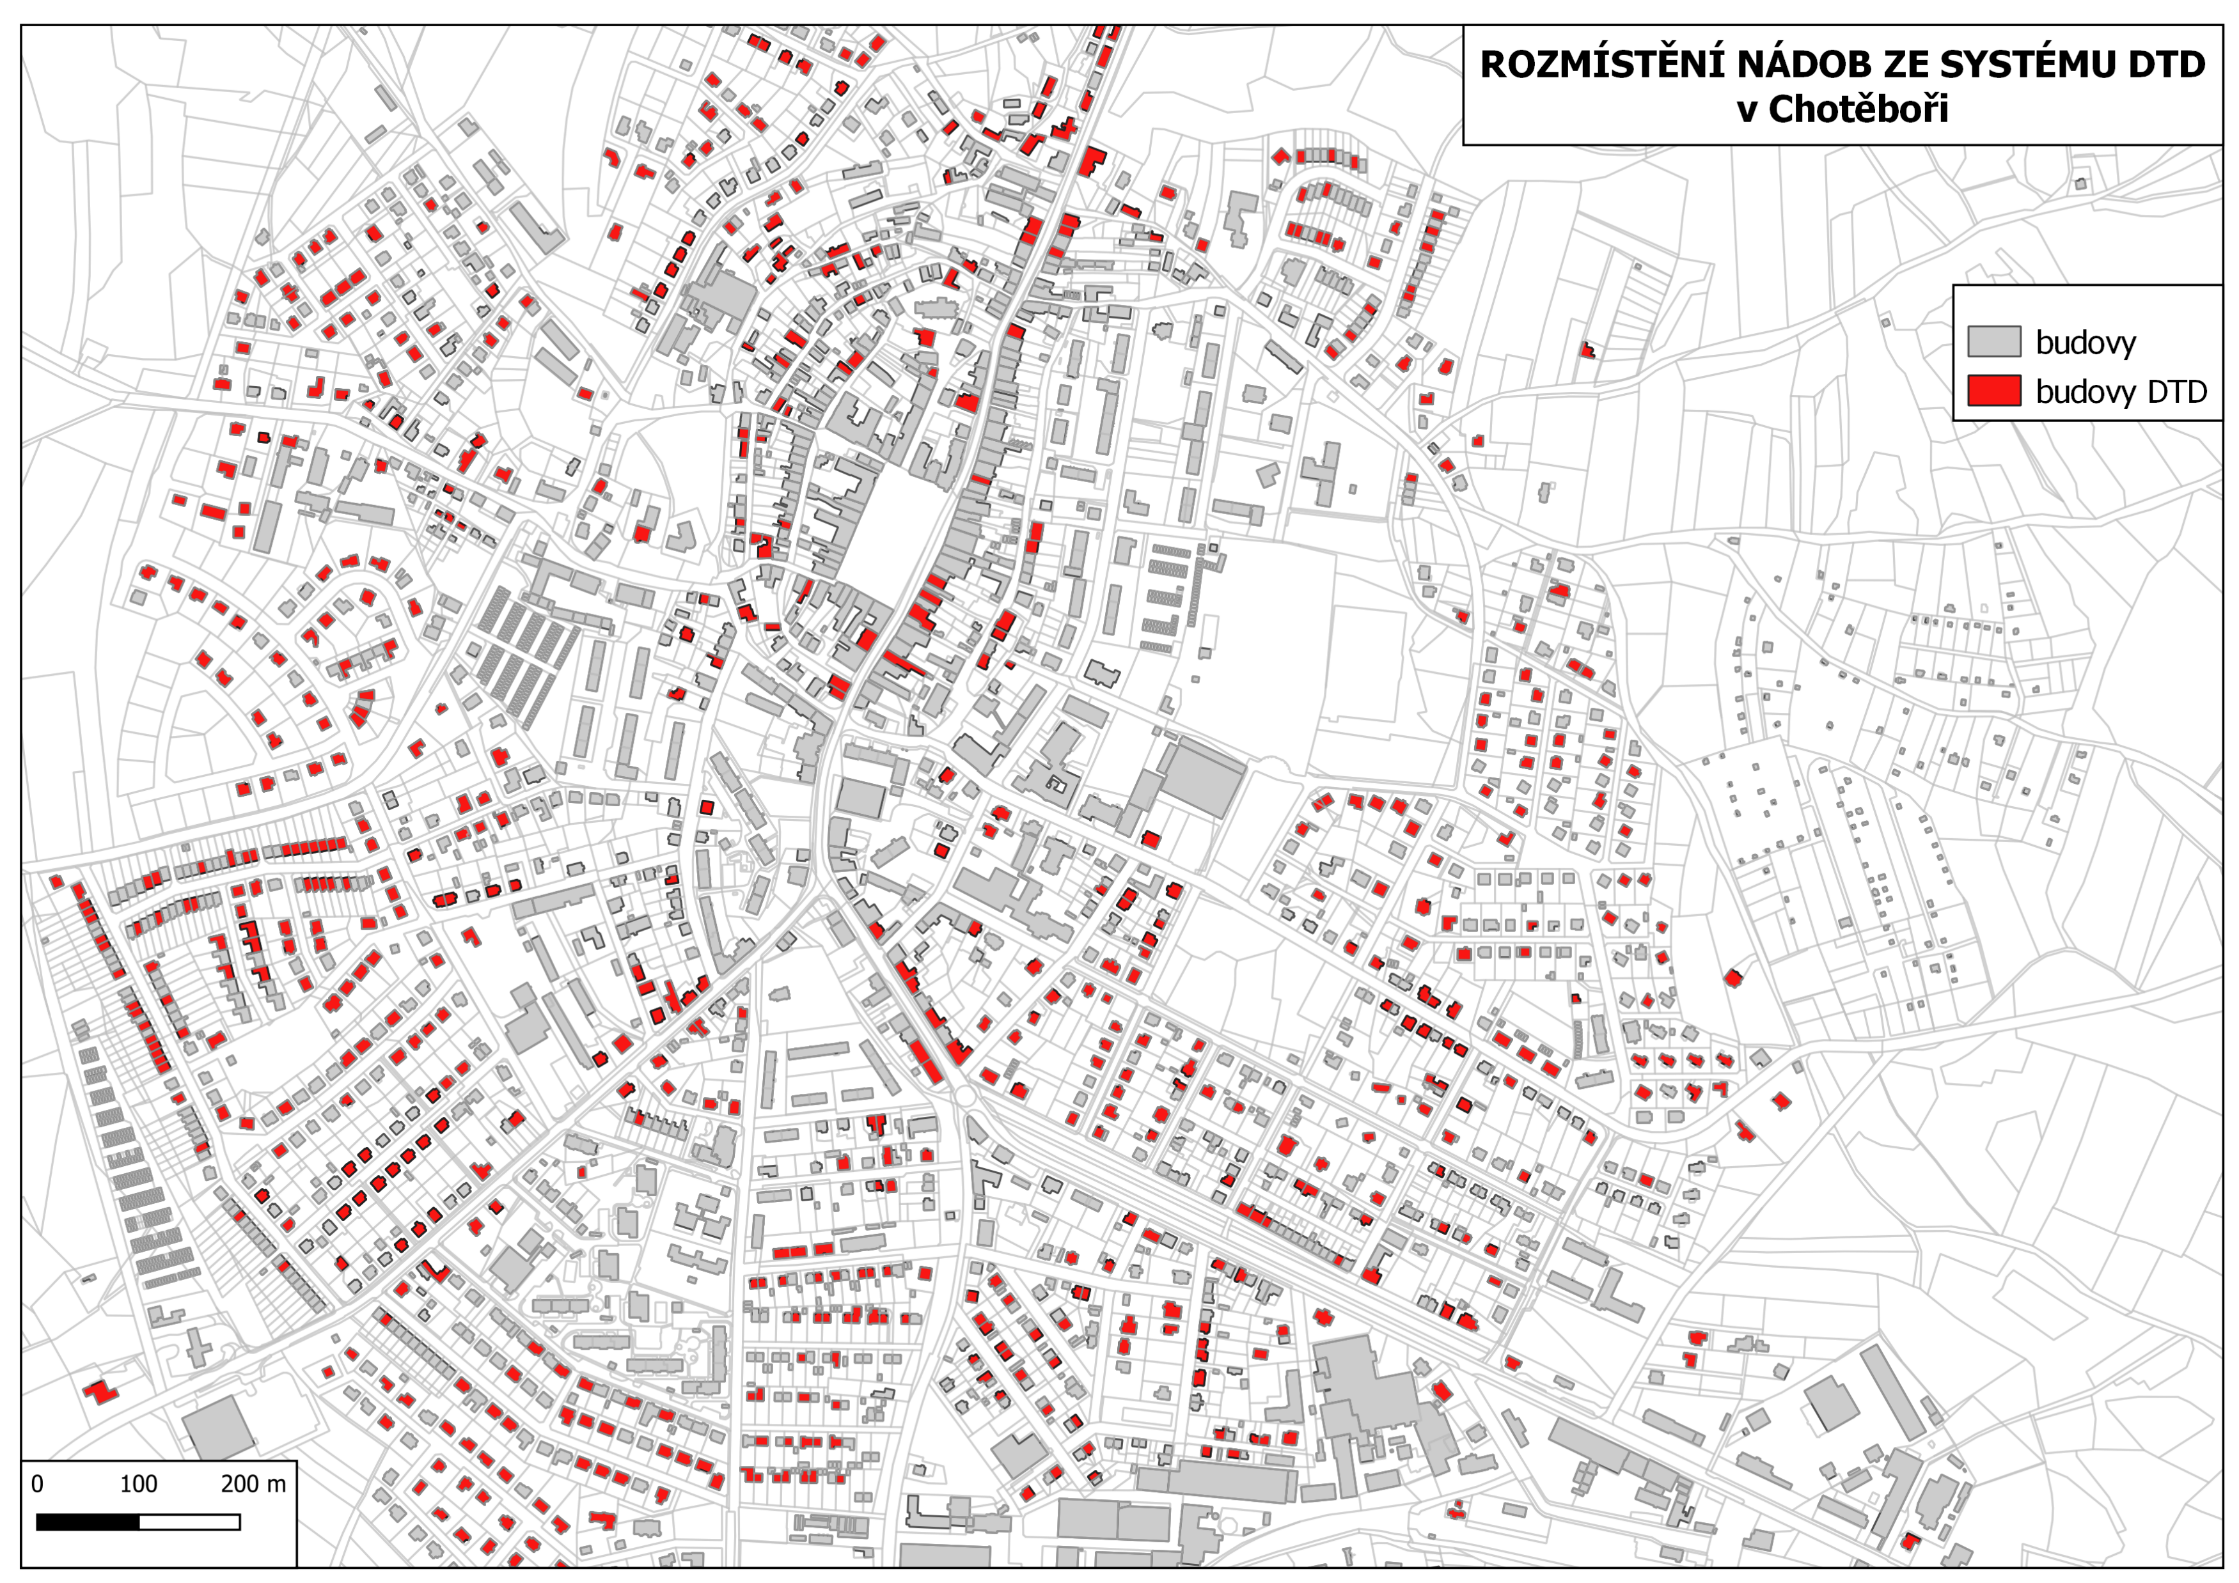 ROZMÍSTĚNÍ NÁDOB ZE SYSTÉMU DTD
v Chotěboři
budovy
budovy DTD
0 100 200 m